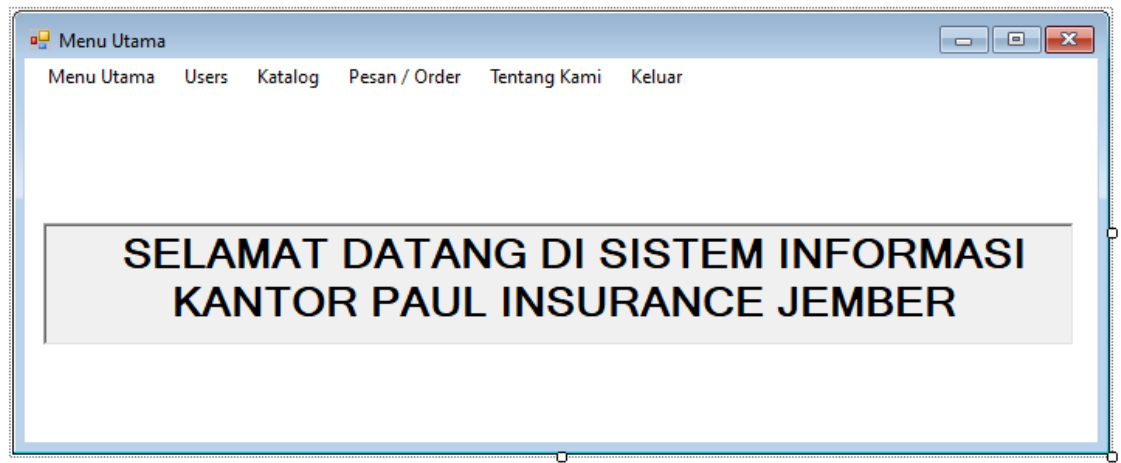 Menu Utama
Menu Utama Users Katalog Pesan / Order Tentang Kami Keluar
SELAMAT DATANG DI SISTEM INFORMASI
KANTOR PAUL INSURANCE JEMBER